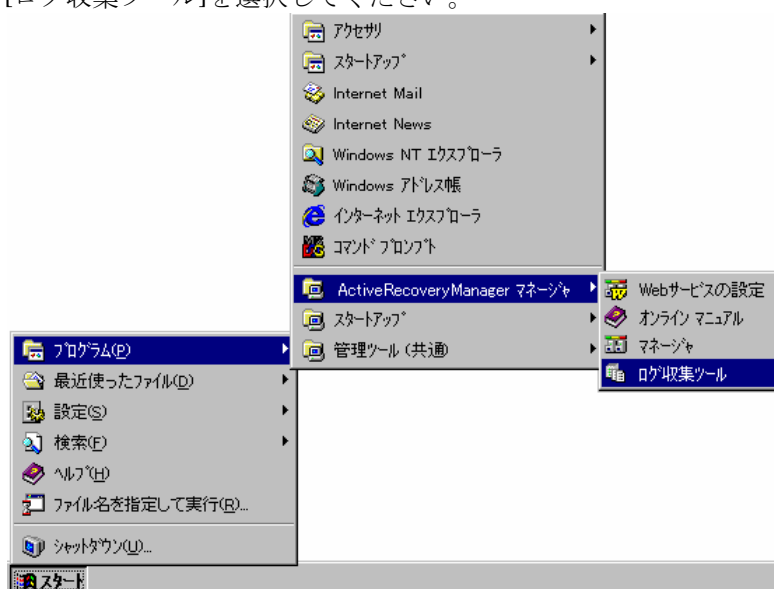 [ログ収集ツール]を選択してください。
ｱｸｾｻﾘ
ｽﾀｰﾄｱｯﾌﾟ
Internet Mail
Internet News
Windows NT ｴｸｽﾌﾟﾛｰﾗ
Windows ｱﾄﾞﾚｽ帳
ｲﾝﾀｰﾈｯﾄ ｴｸｽﾌﾟﾛｰﾗ
ｺﾏﾝﾄﾞ ﾌﾟﾛﾝﾌﾟﾄ
ActiveRecoveryManager ﾏﾈｰｼﾞｬ
ｽﾀｰﾄｱｯﾌﾟ
管理ﾂｰﾙ (共通)
Webｻｰﾋﾞｽの設定
ｵﾝﾗｲﾝ ﾏﾆｭｱﾙ
ﾏﾈｰｼﾞｬ
ﾛｸﾞ収集ﾂｰﾙ
ﾌﾟﾛｸﾞﾗﾑ(P)
最近使ったﾌｧｲﾙ(D)
設定(S)
検索(F)
ﾍﾙﾌﾟ(H)
ﾌｧｲﾙ名を指定して実行(R)...
ｼｬｯﾄﾀﾞｳﾝ(U)...
ｽﾀｰﾄ